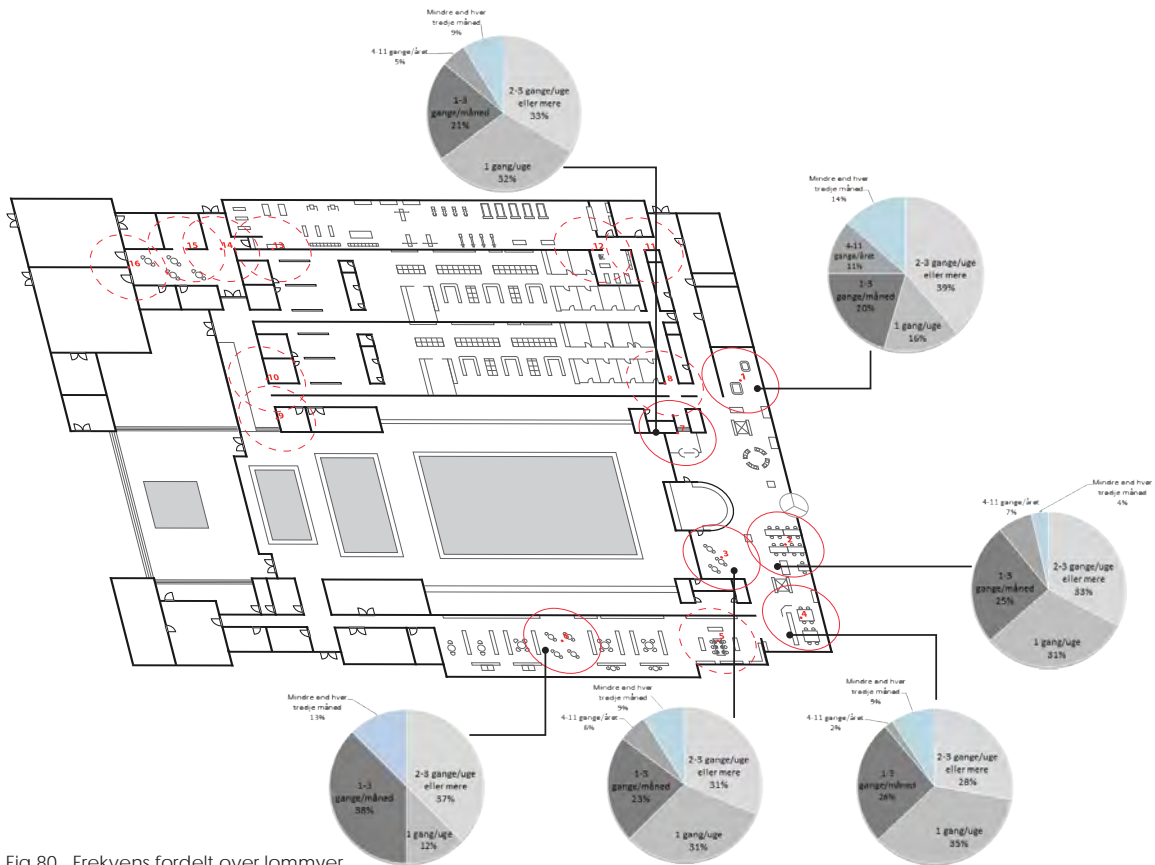 Mindre end hver
tredje måned
9%
4-11 gange/året
5%
2-3 gange/uge
eller mere
33%
1-3
gange/måned
21%
1 gang/uge
32%
Mindre end hver
tredje måned
14%
4-11
gange/året
11%
2-3 gange/uge
eller mere
39%
1-3
gange/måned
20%
1 gang/uge
16%
16
15
14
13
12
11
10
9
8
7
1
2
3
4
5
6
Mindre end hver
tredje måned
4%
4-11 gange/året
7%
2-3 gange/uge
eller mere
33%
1-3
gange/måned
25%
1 gang/uge
31%
Mindre end hver
tredje måned
13%
2-3 gange/uge
eller mere
37%
1-3
gange/måned
38%
1 gang/uge
12%
Mindre end hver
tredje måned
9%
4-11 gange/året
6%
2-3 gange/uge
eller mere
31%
1-3
gange/måned
23%
1 gang/uge
31%
Mindre end hver
tredje måned
9%
4-11 gange/året
2%
2-3 gange/uge
eller mere
28%
1-3
gange/måned
26%
1 gang/uge
35%
Fig 80 Frekvens fordelt over lommyer